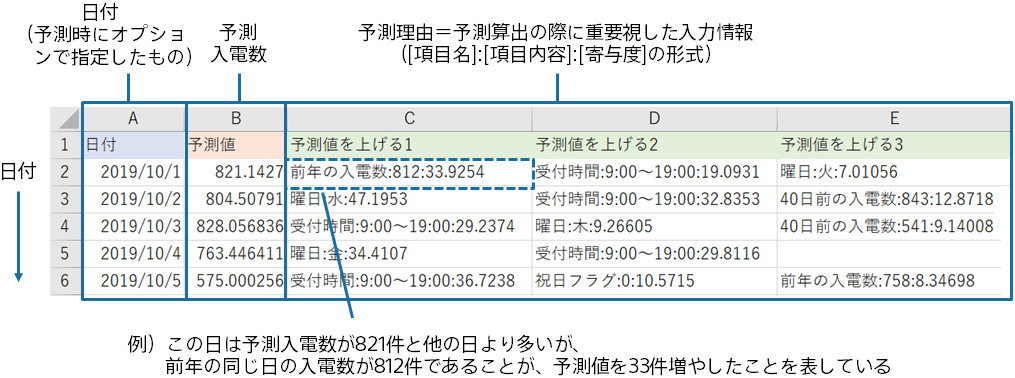 日付
(予測時にオプショ
ンで指定したもの)
予測
入電数
予測理由＝予測算出の際に重要視した入力情報
([項目名]:[項目内容]:[寄与度]の形式)
A B C D E
1 日付 予測値 予測値を上げる1 予測値を上げる2 予測値を上げる3
2 2019/10/1 821.1427 前年の入電数:812:33.9254 受付時間:9:00～19:00:19.0931 曜日:火:7.01056
3 2019/10/2 804.50791 曜日:水:47.1953 受付時間:9:00～19:00:32.8353 40日前の入電数:843:12.8718
4 2019/10/3 828.056836 受付時間:9:00～19:00:29.2374 曜日:木:9.26605 40日前の入電数:541:9.14008
5 2019/10/4 763.446411 曜日:金:34.4107 受付時間:9:00～19:00:29.8116
6 2019/10/5 575.000256 受付時間:9:00～19:00:36.7238 祝日フラグ:0:10.5715 前年の入電数:758:8.34698
日付
例）この日は予測入電数が821件と他の日より多いが、
前年の同じ日の入電数が812件であることが、予測値を33件増やしたことを表している